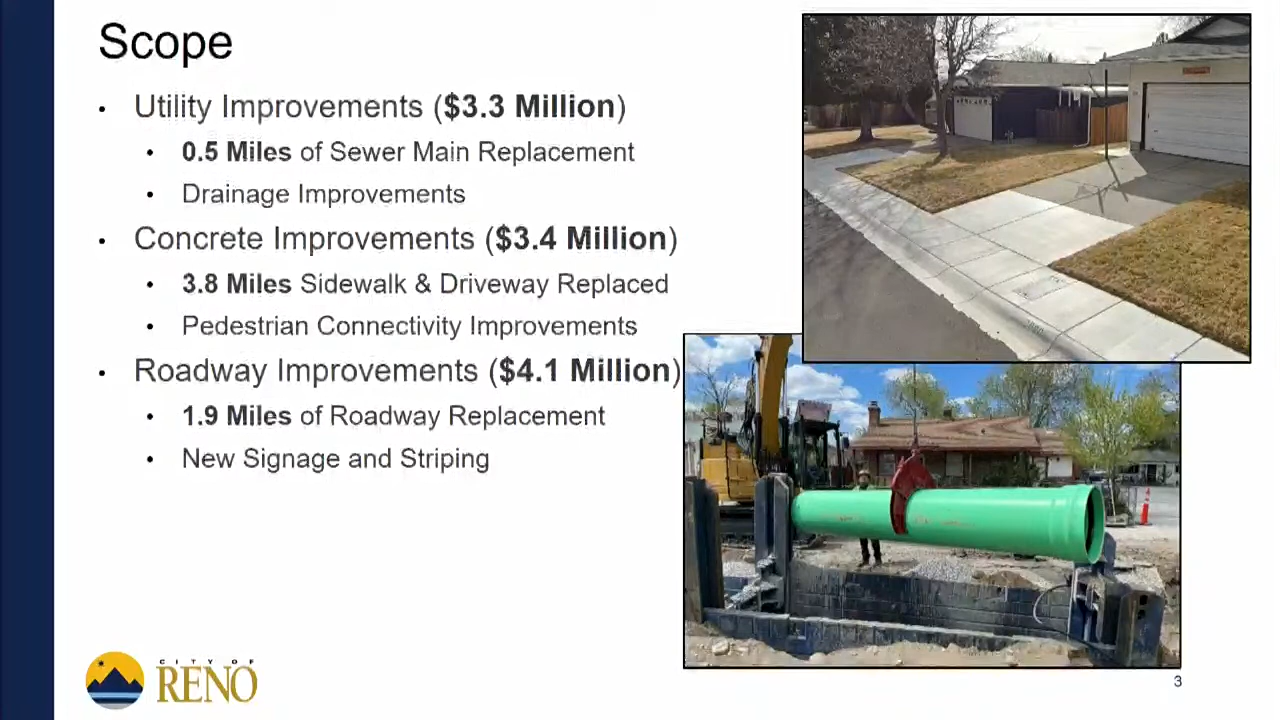 Scope
• Utility Improvements ($3.3 Million)
• 0.5 Miles of Sewer Main Replacement
• Drainage Improvements
• Concrete Improvements ($3.4 Million)
• 3.8 Miles Sidewalk & Driveway Replaced
• Pedestrian Connectivity Improvements
• Roadway Improvements ($4.1 Million)
• 1.9 Miles of Roadway Replacement
• New Signage and Striping
CITY OF
RENO
3